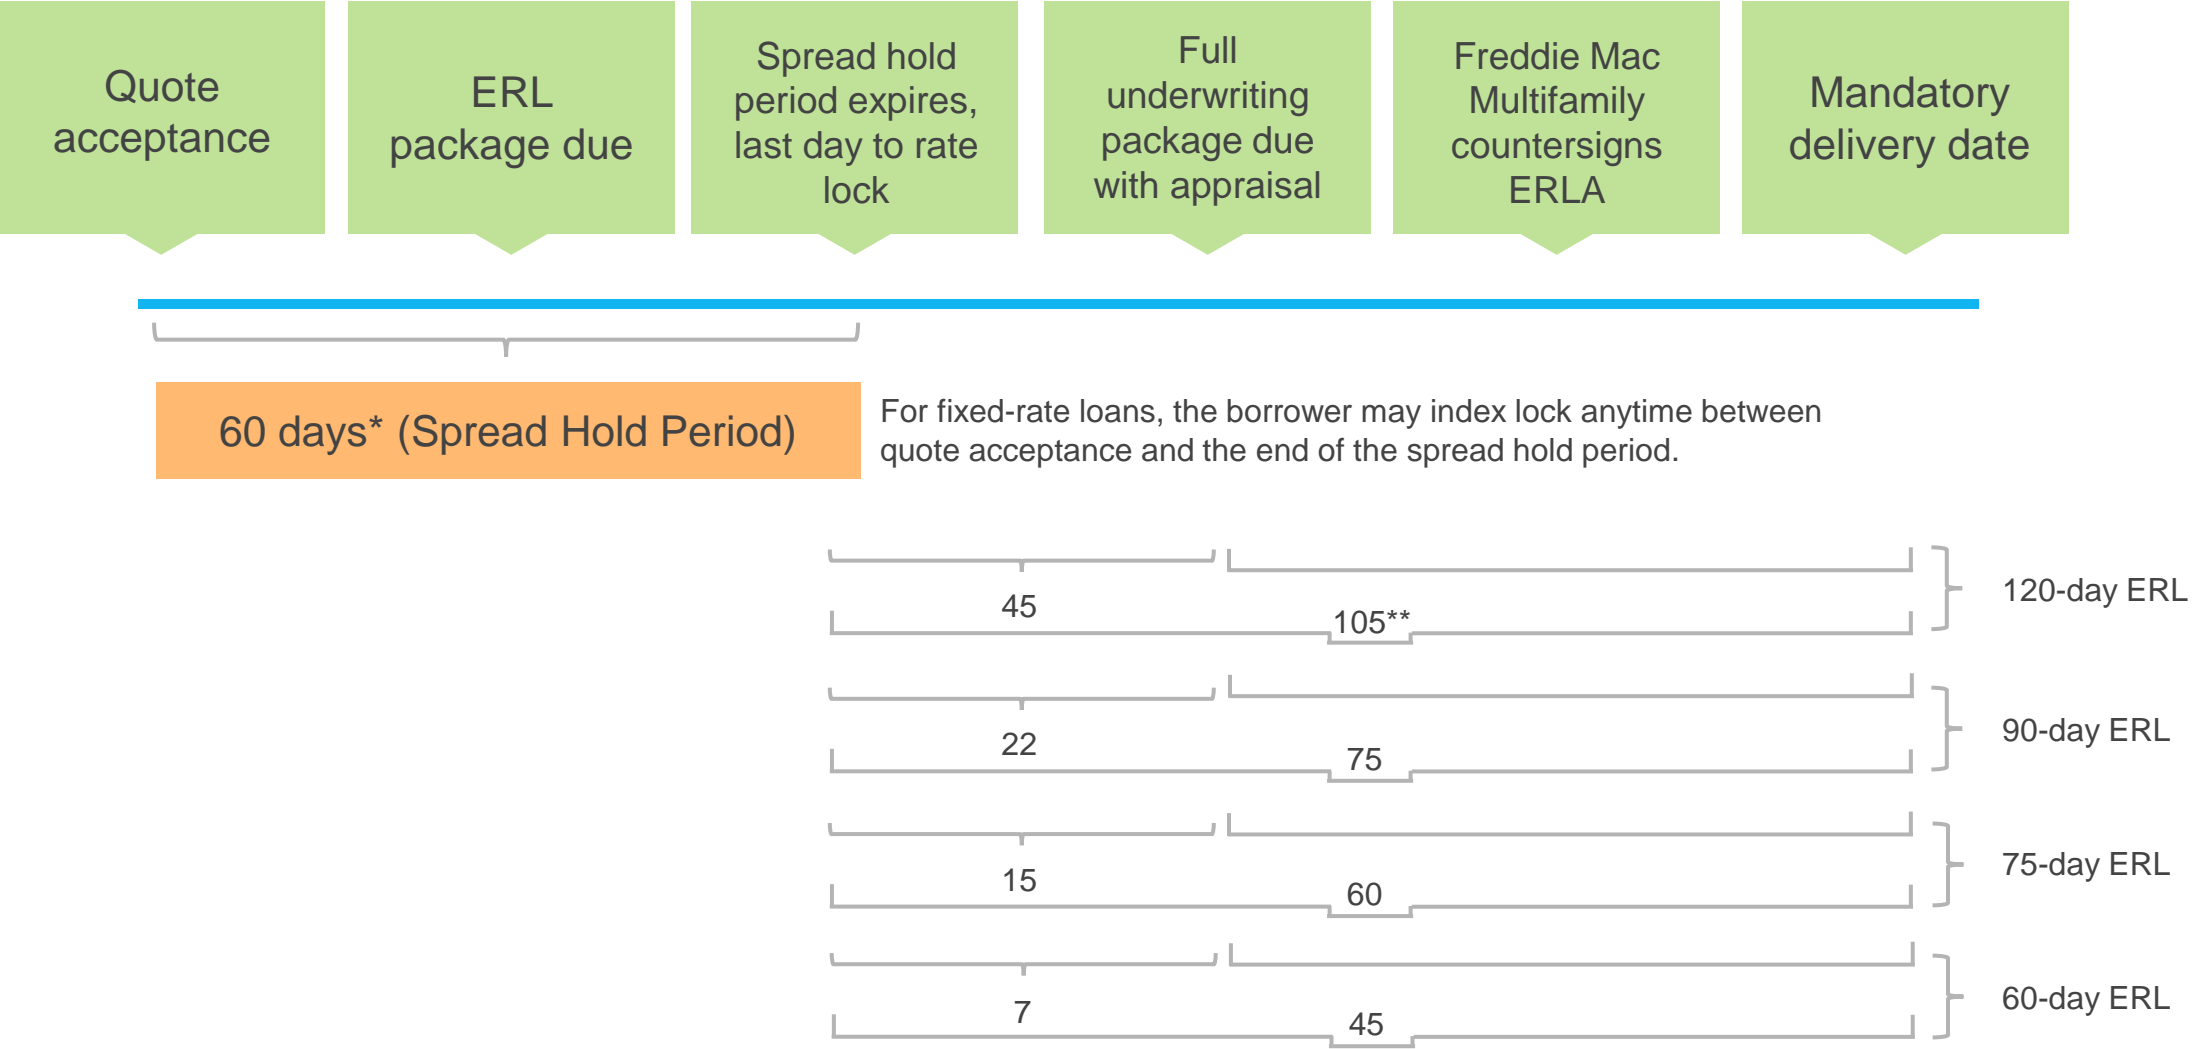 Quote
acceptance
ERL
package due
Spread hold
period expires,
last day to rate
lock
Full
underwriting
package due
with appraisal
Freddie Mac
Multifamily
countersigns
ERLA
Mandatory
delivery date
60 days* (Spread Hold Period)
For fixed-rate loans, the borrower may index lock anytime between
quote acceptance and the end of the spread hold period.
45
105**
120-day ERL
22
75
90-day ERL
15
60
75-day ERL
7
45
60-day ERL